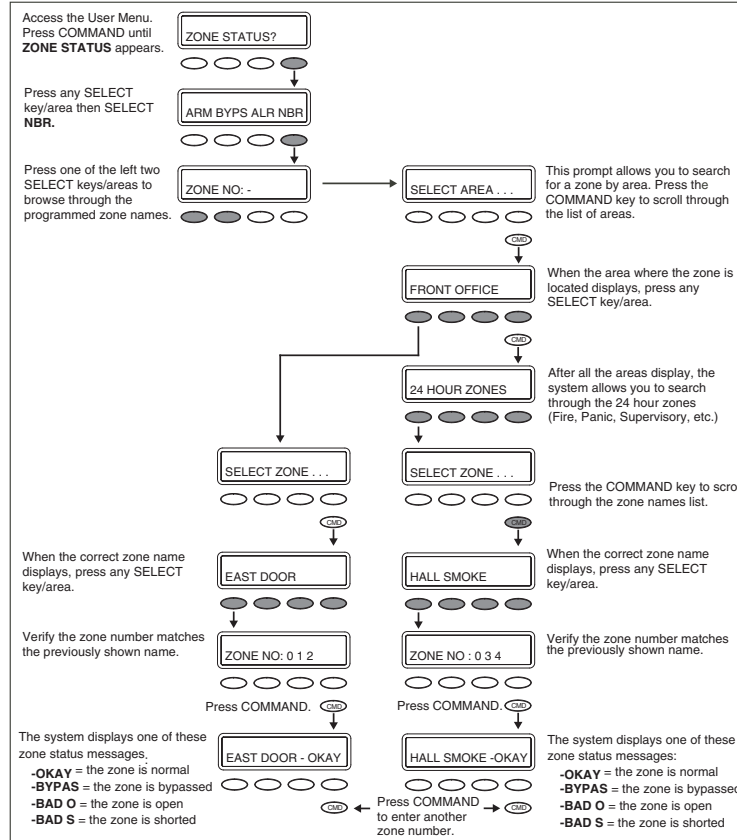 Access the User Menu.
Press COMMAND until
ZONE STATUS appears.
ZONE STATUS?
Press any SELECT
key/area then SELECT
NBR.
ARM BYPS ALR NBR
Press one of the left two
SELECT keys/areas to
browse through the
programmed zone names.
ZONE NO: -
SELECT AREA . . .
This prompt allows you to search
for a zone by area. Press the
COMMAND key to scroll through
the list of areas.
CMD
FRONT OFFICE
When the area where the zone is
located displays, press any
SELECT key/area.
CMD
24 HOUR ZONES
After all the areas display, the
system allows you to search
through the 24 hour zones
(Fire, Panic, Supervisory, etc.)
SELECT ZONE . . .
SELECT ZONE . . .
Press the COMMAND key to scro
through the zone names list.
CMD
CMD
When the correct zone name
displays, press any SELECT
key/area.
EAST DOOR
HALL SMOKE
When the correct zone name
displays, press any SELECT
key/area.
Verify the zone number matches
the previously shown name.
ZONE NO: 0 1 2
ZONE NO : 0 3 4
Verify the zone number matches
the previously shown name.
Press COMMAND. CMD
Press COMMAND. CMD
The system displays one of these
zone status messages.
-OKAY = the zone is normal
-BYPAS = the zone is bypassed
-BAD O = the zone is open
-BAD S = the zone is shorted
EAST DOOR - OKAY
HALL SMOKE -OKAY
The system displays one of these
zone status messages:
-OKAY = the zone is normal
-BYPAS = the zone is bypassed
-BAD O = the zone is open
-BAD S = the zone is shorted
CMD
Press COMMAND
to enter another
zone number.
CMD